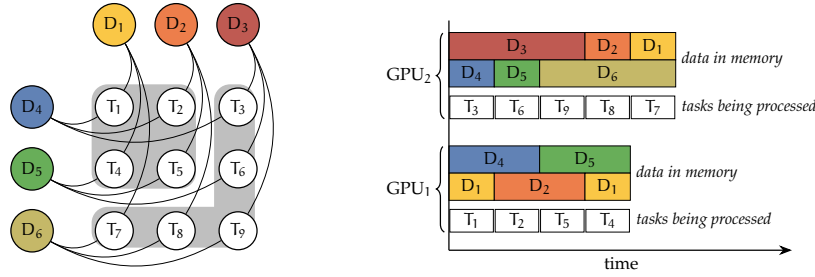 D1 D2 D3
D4 T1 T2 T3
D5 T4 T5 T6
D6 T7 T8 T9
D3 D2 D1
data in memory
GPU2 D4 D5 D6
T3 T6 T9 T8 T7 tasks being processed
D4 D5
data in memory
GPU1 D1 D2 D1
T1 T2 T5 T4 tasks being processed
time